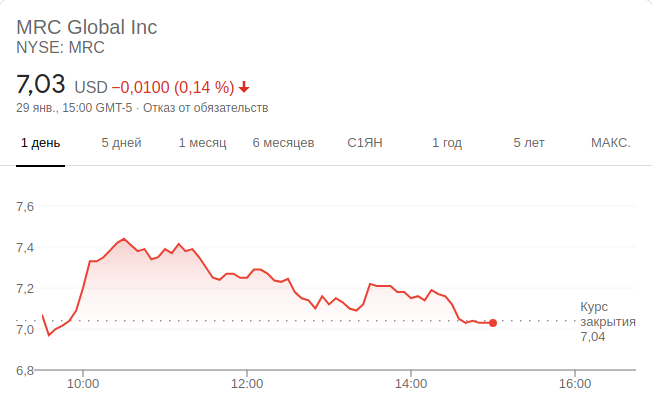 MRC Global Inc
NYSE: MRC
7,03 USD −0,0100 (0,14 %)
29 янв., 15:00 GMT-5 · Отказ от обязательств
1 день 5 дней 1 месяц 6 месяцев С1ЯН 1 год 5 лет МАКС.
7,6
7,4
7,2
7,0
6,8
Курс
закрытия
7,04
10:00 12:00 14:00 16:00